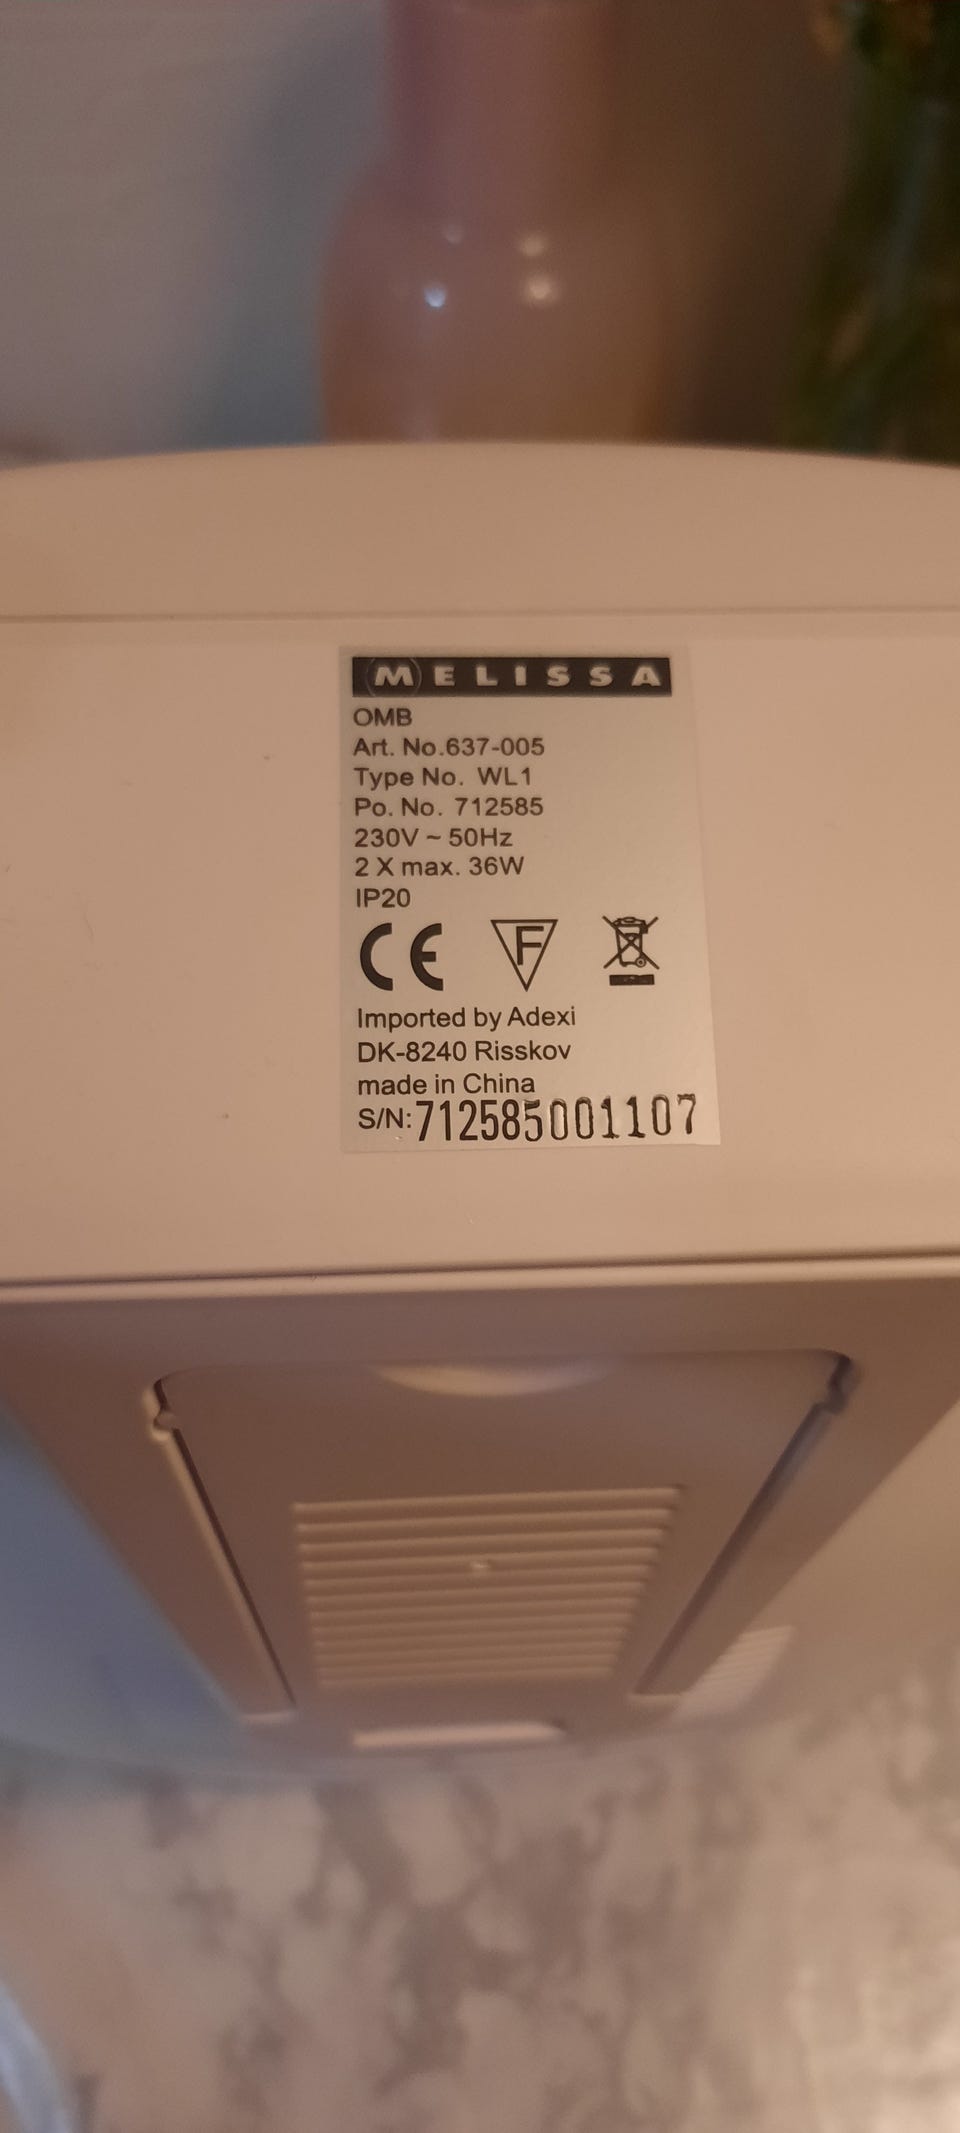 MELISSA
OMB
Art. No.637-005
Type No. WL1
Po. No. 712585
230V ~ 50Hz
2 X max. 36W
IP20
CE F
Imported by Adexi
DK-8240 Risskov
made in China
S/N: 712585001107